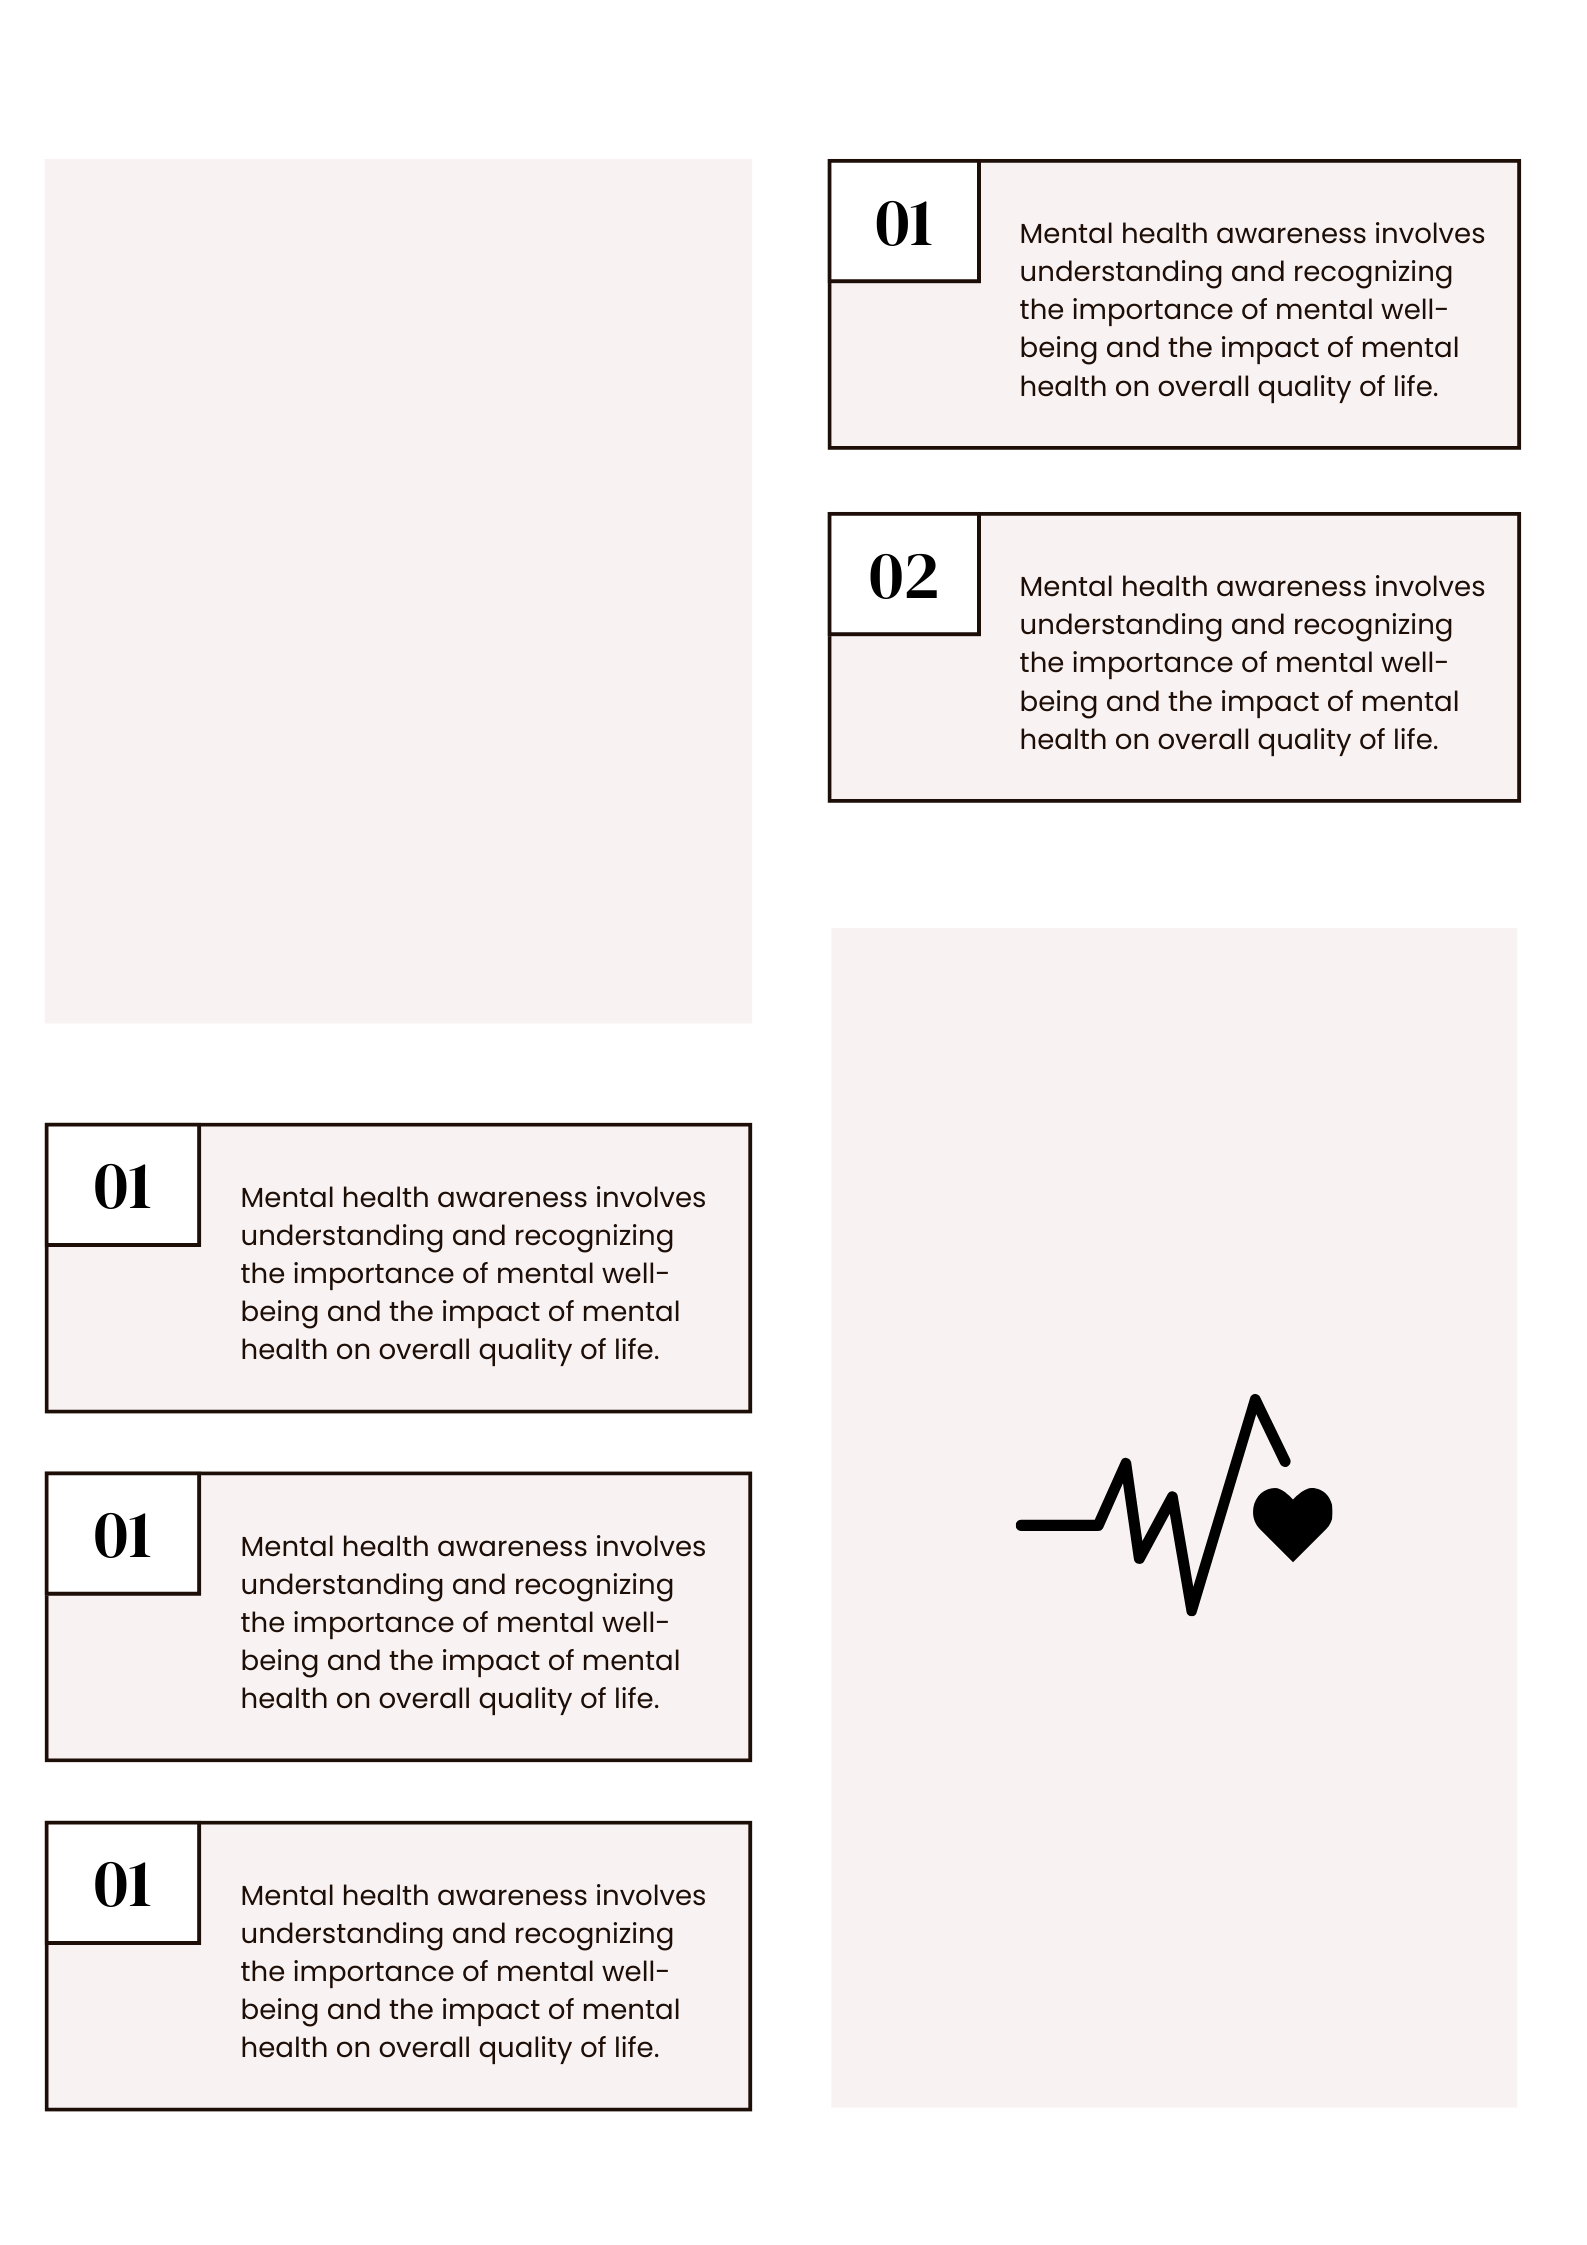 01
Mental health awareness involves
understanding and recognizing
the importance of mental well-
being and the impact of mental
health on overall quality of life.
02
Mental health awareness involves
understanding and recognizing
the importance of mental well-
being and the impact of mental
health on overall quality of life.
01
Mental health awareness involves
understanding and recognizing
the importance of mental well-
being and the impact of mental
health on overall quality of life.
01
Mental health awareness involves
understanding and recognizing
the importance of mental well-
being and the impact of mental
health on overall quality of life.
01
Mental health awareness involves
understanding and recognizing
the importance of mental well-
being and the impact of mental
health on overall quality of life.